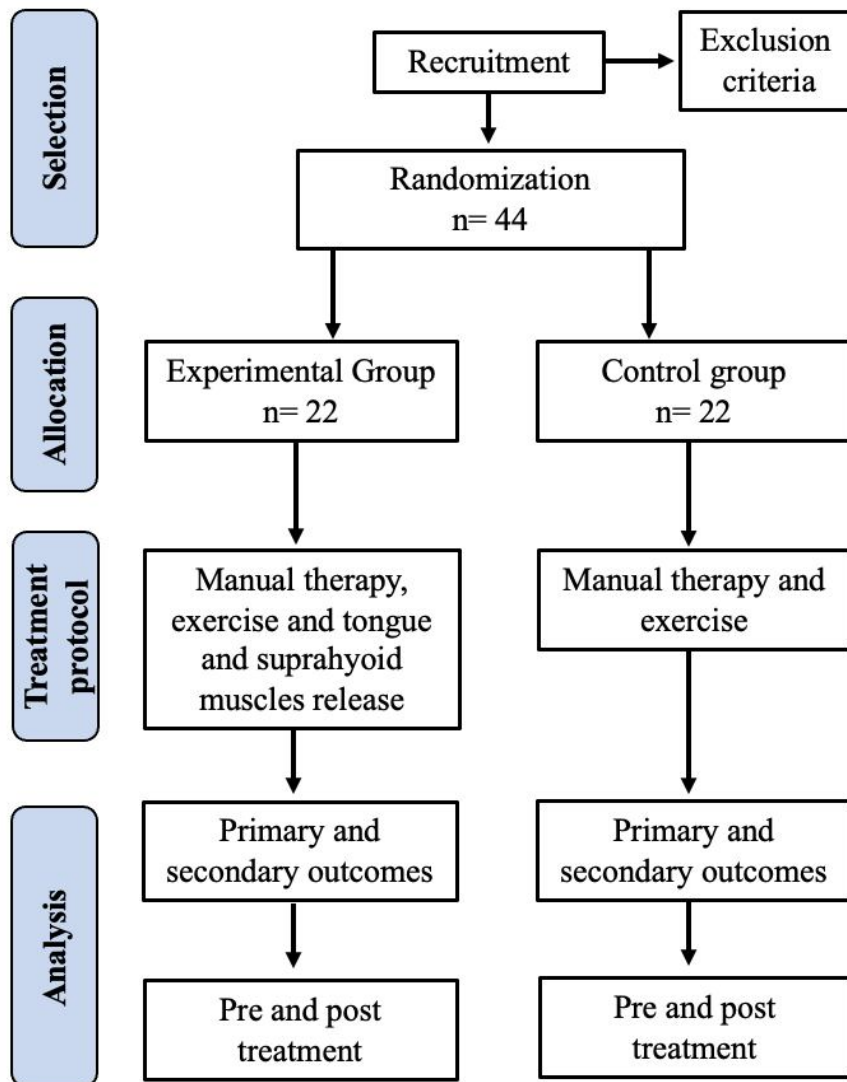 Selection
Recruitment
Exclusion
criteria
Randomization
n= 44
Allocation
Experimental Group
n= 22
Control group
n= 22
Treatment
protocol
Manual therapy,
exercise and tongue
and suprahyoid
muscles release
Manual therapy and
exercise
Analysis
Primary and
secondary outcomes
Primary and
secondary outcomes
Pre and post
treatment
Pre and post
treatment